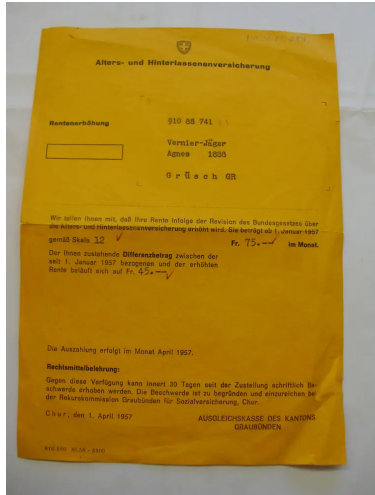 Alters- und Hinterlassenenversicherung
Rentenerhöhung
910 88 741
Vernier-Jäger
Agnes 1888
Grüsch GR
Wir teilen Ihnen mit, daß Ihre Rente infolge der Revision des Bundesgesetzes über
die Alters- und Hinterlassenenversicherung erhöht wird. Sie beträgt ab 1. Januar 1957
gemäß Skala 12 Fr. 75.-- im Monat.
Der Ihnen zustehende Differenzbetrag zwischen der
seit 1. Januar 1957 bezogenen und der erhöhten
Rente beläuft sich auf Fr. 45.--
Die Auszahlung erfolgt im Monat April 1957.
Rechtsmittelbelehrung:
Gegen diese Verfügung kann innert 30 Tagen seit der Zustellung schriftlich Be-
schwerde erhoben werden. Die Beschwerde ist zu begründen und einzureichen bei
der Rekurskommission Graubünden für Sozialversicherung, Chur.
Chur, den 1. April 1957
AUSGLEICHSKASSE DES KANTONS
GRAUBÜNDEN